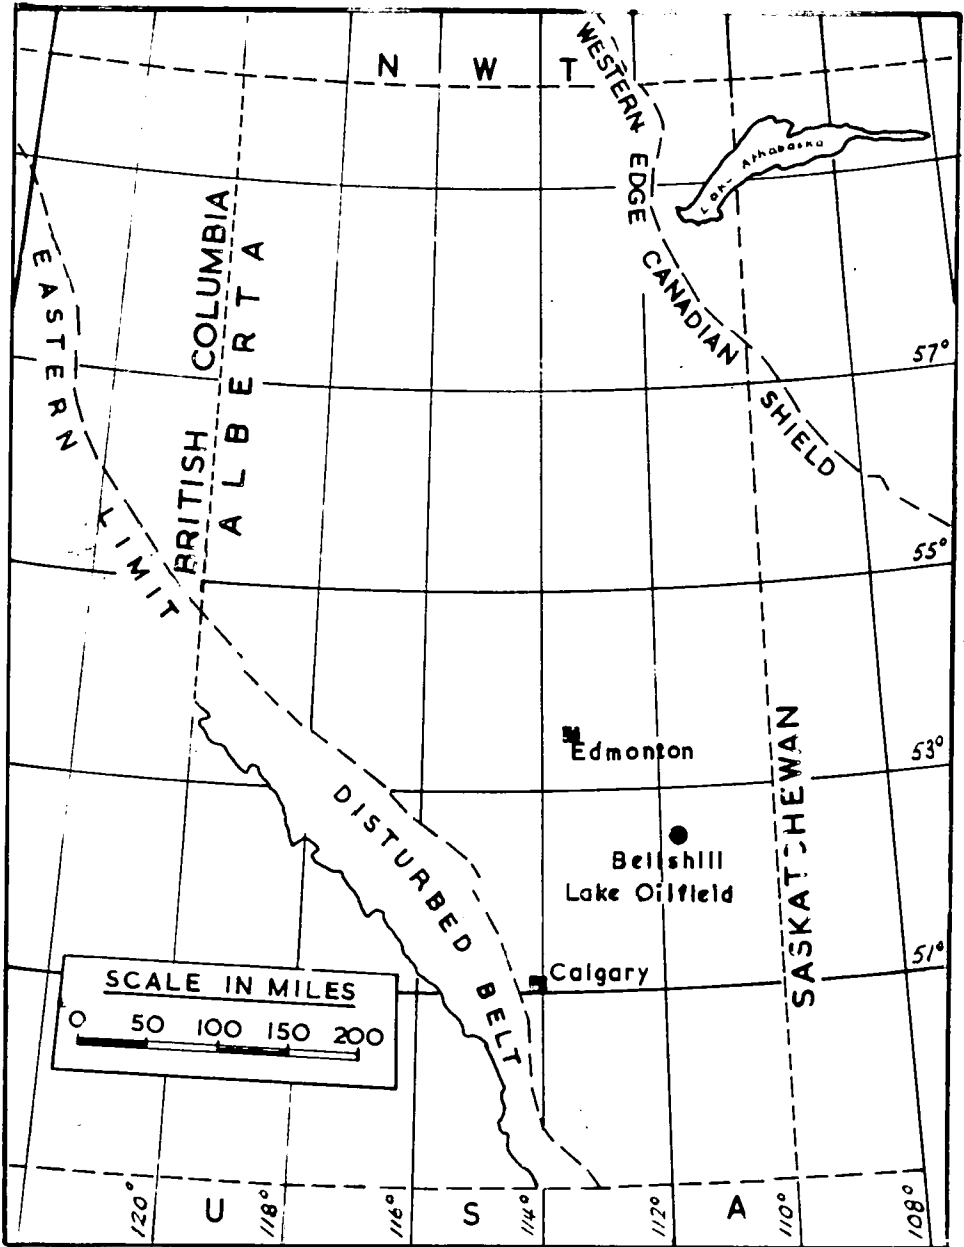 N W T
WESTERN EDGE CANADIAN SHIELD
Lake Athabaska
BRITISH COLUMBIA
ALBERTA
EASTERN LIMIT DISTURBED BELT
57°
55°
Edmonton
53°
Bellshill
Lake Oilfield
SASKATCHEWAN
51°
Calgary
SCALE IN MILES
0 50 100 150 200
120° 118° 116° 114° 112° 110° 108°
U S A